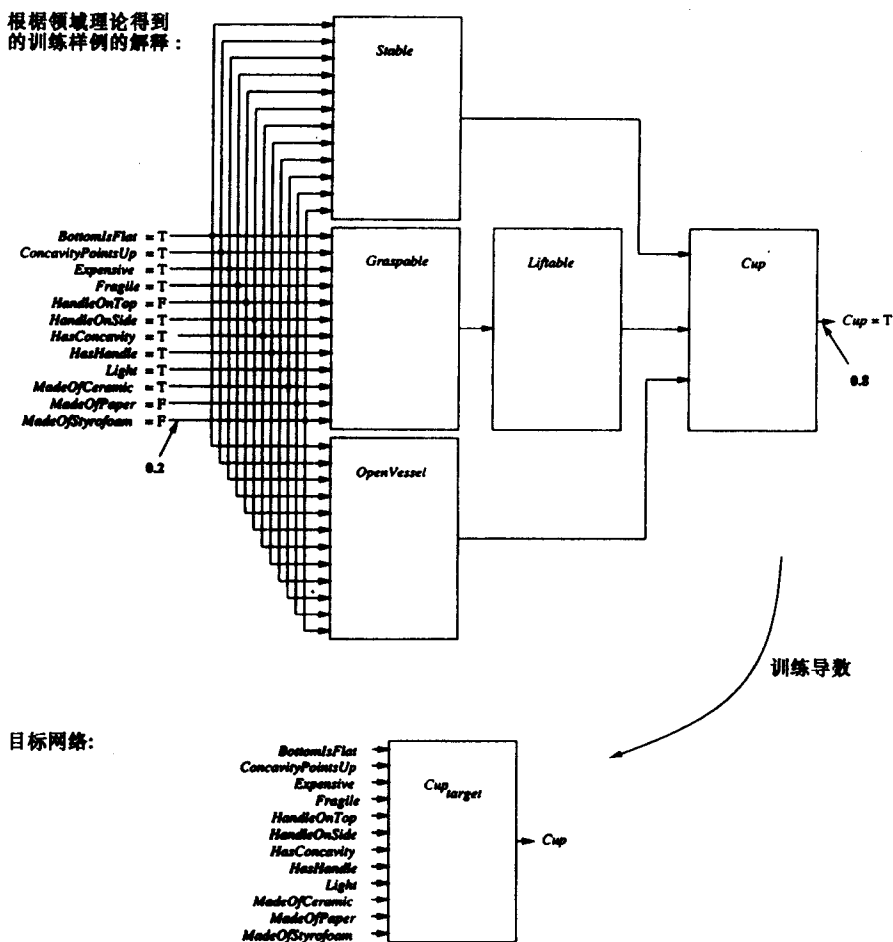 根椐领域理论得到
的训练样例的解释：
Stable
BottomIsFlat = T
ConcavityPointsUp = T
Expensive = T
Fragile = T
HandleOnTop = F
HandleOnSide = T
HasConcavity = T
HasHandle = T
Light = T
MadeOfCeramic = T
MadeOfPaper = F
MadeOfStyrofoam = F
0.2
Graspable
Liftable
Cup
Cup = T
0.8
OpenVessel
训练导数
目标网络:
BottomIsFlat
ConcavityPointsUp
Expensive
Fragile
HandleOnTop
HandleOnSide
HasConcavity
HasHandle
Light
MadeOfCeramic
MadeOfPaper
MadeOfStyrofoam
Cup target
Cup